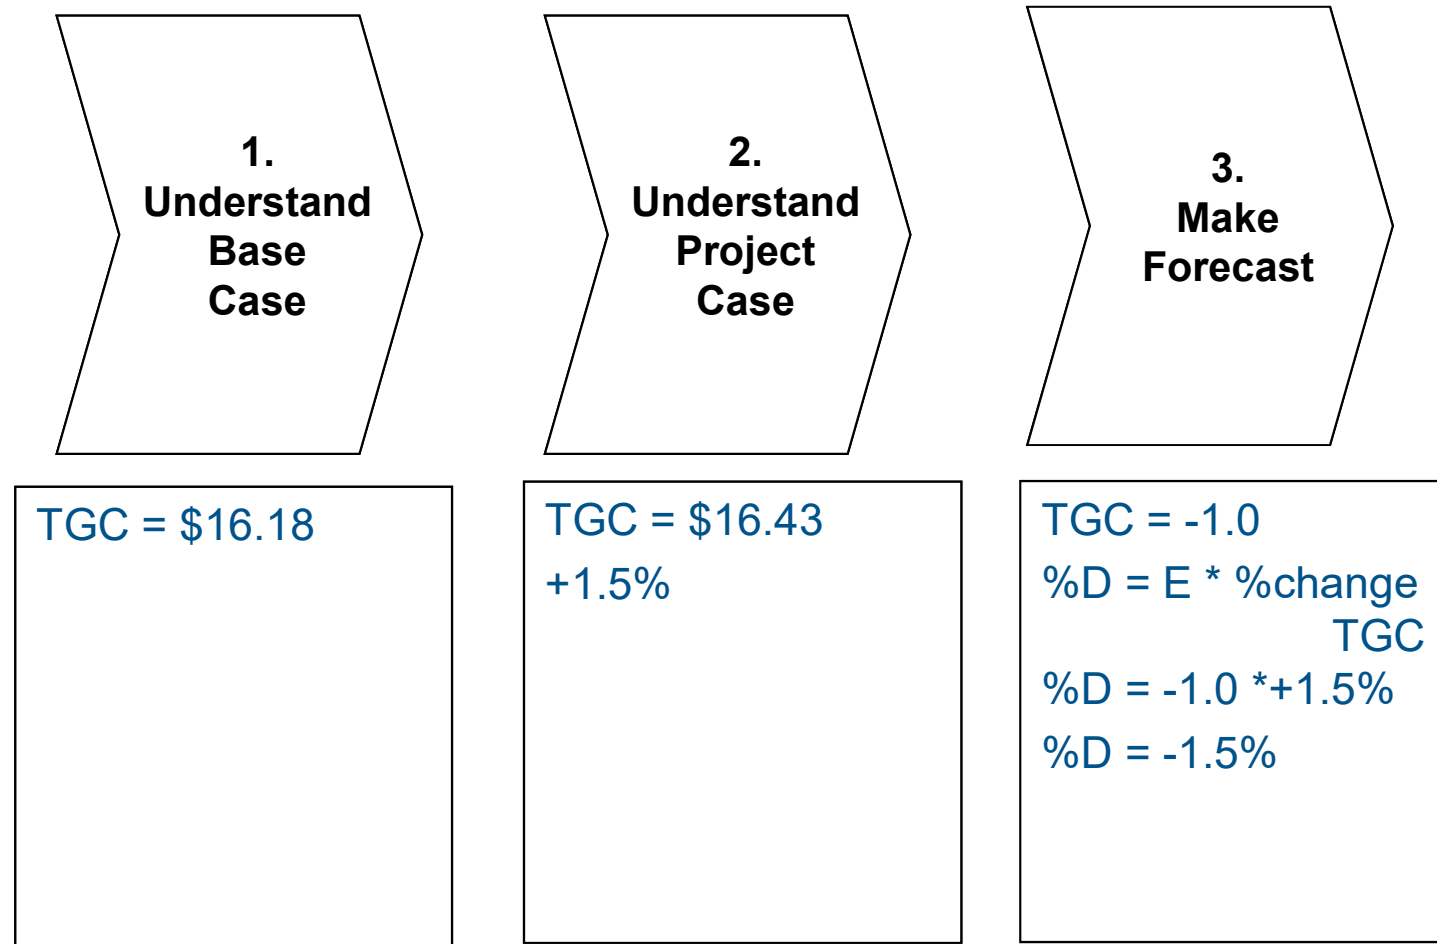 1.
Understand
Base
Case
2.
Understand
Project
Case
3.
Make
Forecast
TGC = $16.18
TGC = $16.43
+1.5%
TGC = -1.0
%D = E * %change
TGC
%D = -1.0 *+1.5%
%D = -1.5%